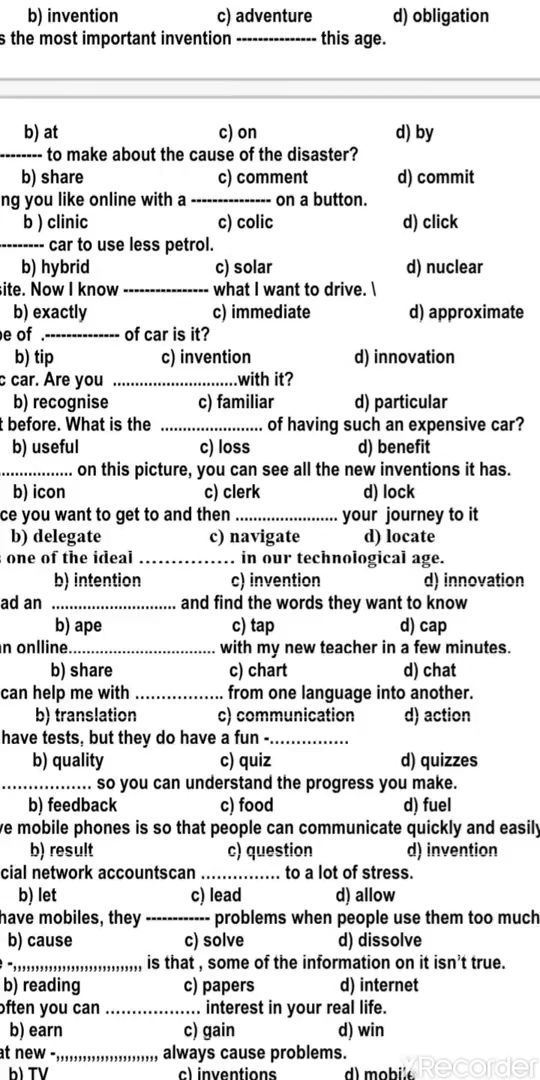 b) invention c) adventure d) obligation
s the most important invention --------------- this age.
b) at c) on d) by
-------- to make about the cause of the disaster?
b) share c) comment d) commit
ng you like online with a --------------- on a button.
b ) clinic c) colic d) click
-------- car to use less petrol.
b) hybrid c) solar d) nuclear
site. Now I know ---------------- what I want to drive. \
b) exactly c) immediate d) approximate
e of .-------------- of car is it?
b) tip c) invention d) innovation
c car. Are you ............................with it?
b) recognise c) familiar d) particular
t before. What is the ....................... of having such an expensive car?
b) useful c) loss d) benefit
................ on this picture, you can see all the new inventions it has.
b) icon c) clerk d) lock
ce you want to get to and then ....................... your journey to it
b) delegate c) navigate d) locate
one of the ideal .............. in our technological age.
b) intention c) invention d) innovation
ad an ............................ and find the words they want to know
b) ape c) tap d) cap
n onlline................................. with my new teacher in a few minutes.
b) share c) chart d) chat
can help me with ................ from one language into another.
b) translation c) communication d) action
have tests, but they do have a fun -...............
b) quality c) quiz d) quizzes
.................... so you can understand the progress you make.
b) feedback c) food d) fuel
ve mobile phones is so that people can communicate quickly and easily
b) result c) question d) invention
cial network accountscan ............... to a lot of stress.
b) let c) lead d) allow
have mobiles, they ------------ problems when people use them too much
b) cause c) solve d) dissolve
e -,,,,,,,,,,,,,,,,,,,,,,,,,,,,, is that , some of the information on it isn't true.
b) reading c) papers d) internet
often you can ................... interest in your real life.
b) earn c) gain d) win
at new -,,,,,,,,,,,,,,,,,,,,,,, always cause problems.
b) TV c) inventions d) mobile
XRecorder